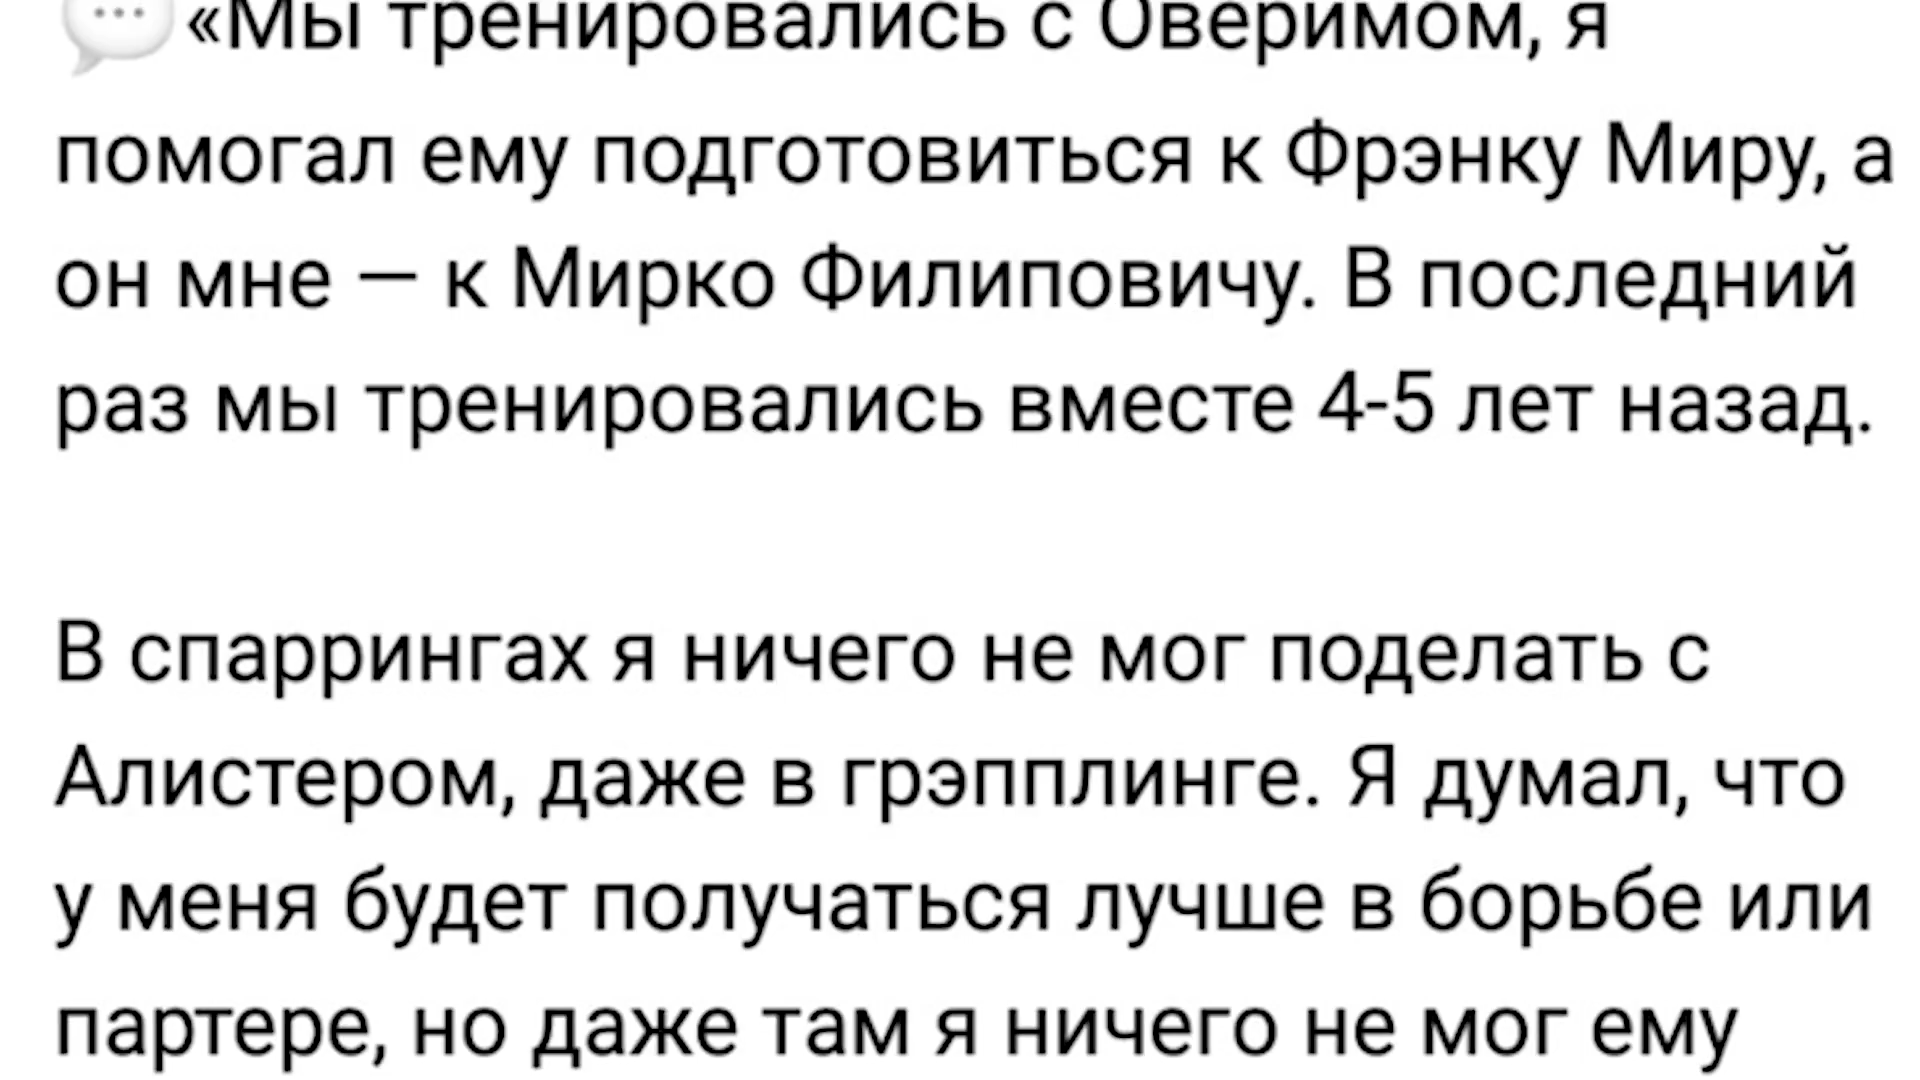 «Мы тренировались с Оверимом, я
помогал ему подготовиться к Фрэнку Миру, а
он мне — к Мирко Филиповичу. В последний
раз мы тренировались вместе 4-5 лет назад.
В спаррингах я ничего не мог поделать с
Алистером, даже в грэпплинге. Я думал, что
у меня будет получаться лучше в борьбе или
партере, но даже там я ничего не мог ему